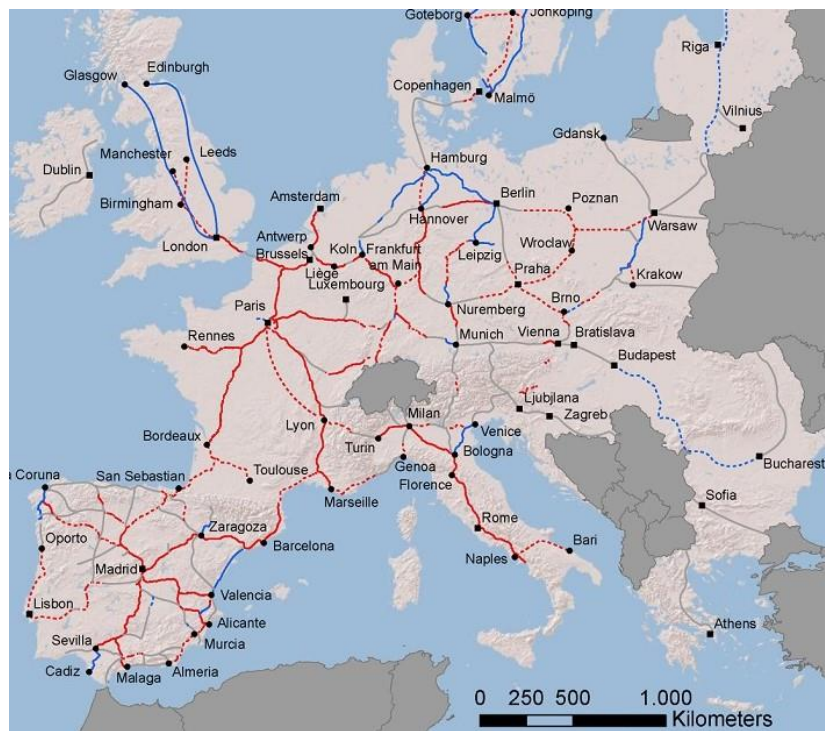 Goteborg
Jonkoping
Riga
Glasgow
Edinburgh
Copenhagen
Malmö
Vilnius
Gdansk
Manchester
Leeds
Hamburg
Dublin
Amsterdam
Berlin
Poznan
Birmingham
Hannover
Warsaw
London
Antwerp
Brussels
Koln
Frankfurt
am Main
Leipzig
Wroclaw
Liège
Luxembourg
Praha
Krakow
Paris
Nuremberg
Brno
Rennes
Munich
Vienna
Bratislava
Budapest
Ljubjlana
Zagreb
Lyon
Milan
Turin
Venice
Bordeaux
Genoa
Bologna
Bucharest
a Coruna
San Sebastian
Toulouse
Marseille
Florence
Sofia
Oporto
Zaragoza
Barcelona
Rome
Bari
Madrid
Naples
Lisbon
Valencia
Alicante
Athens
Sevilla
Murcia
Cadiz
Malaga
Almeria
0 250 500 1.000
Kilometers